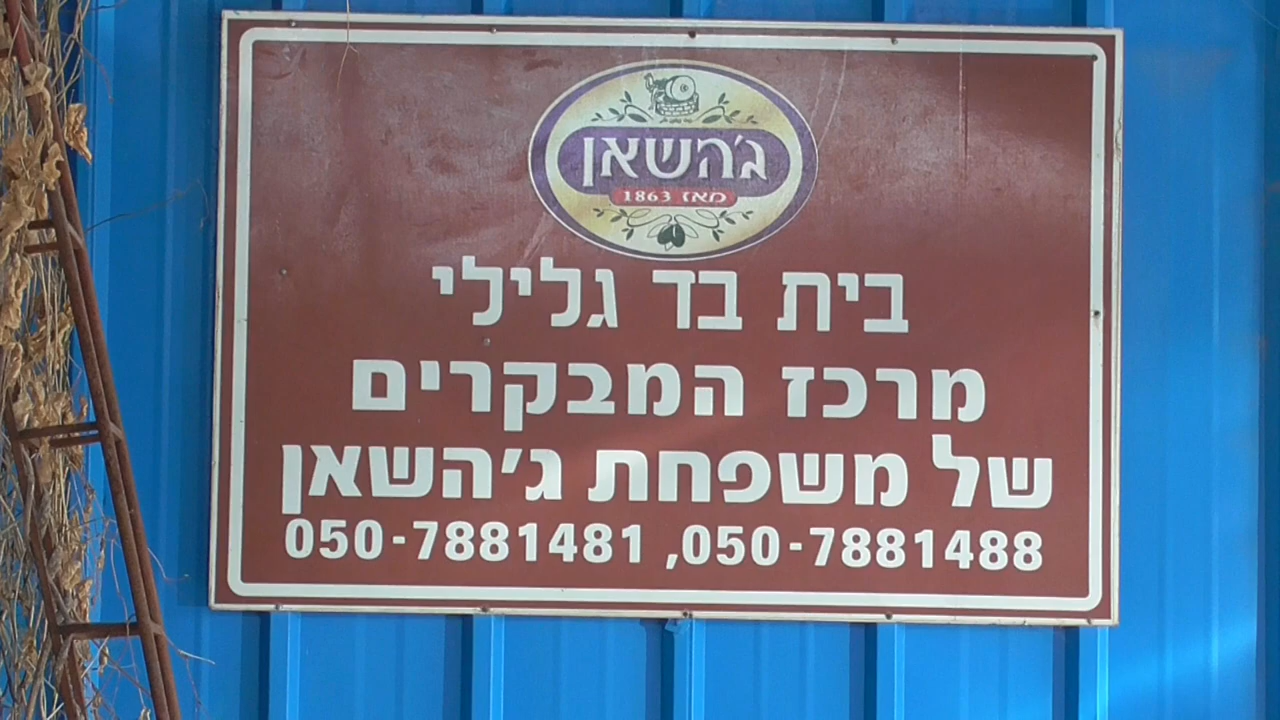 ג'השאן
מאז 1863
בית בד גלילי
מרכז המבקרים
של משפחת ג'השאן
050-7881481 ,050-7881488